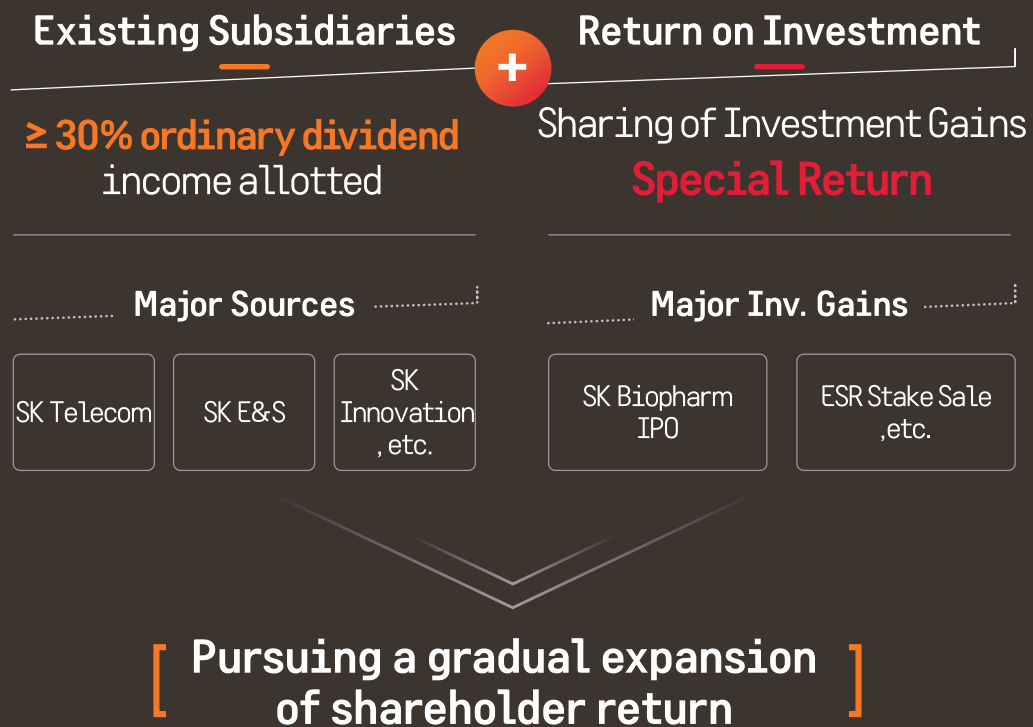 Existing Subsidiaries
≥ 30% ordinary dividend
income allotted
Major Sources
SK Telecom
SK E&S
SK
Innovation
, etc.
+
Return on Investment
Sharing of Investment Gains
Special Return
Major Inv. Gains
SK Biopharm
IPO
ESR Stake Sale
,etc.
[ Pursuing a gradual expansion
of shareholder return ]